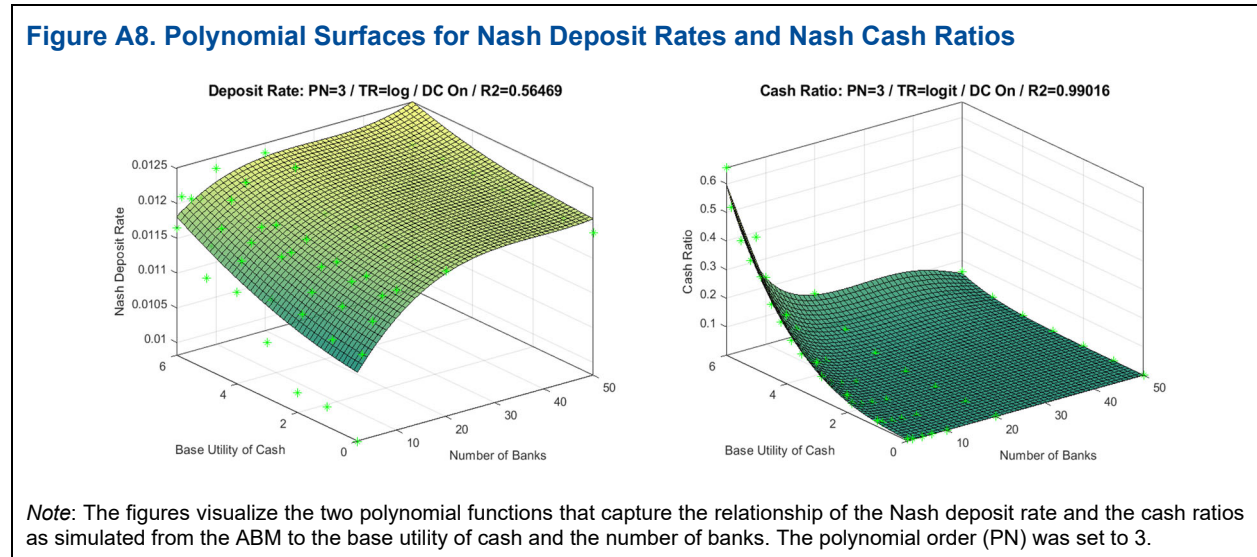 Figure A8. Polynomial Surfaces for Nash Deposit Rates and Nash Cash Ratios
Deposit Rate: PN=3 / TR=log / DC On / R2=0.56469
0.0125
0.012
0.0115
0.011
0.0105
0.01
Nash Deposit Rate
6
4
2
0
Base Utility of Cash
10
20
30
40
50
Number of Banks
Cash Ratio: PN=3 / TR=logit / DC On / R2=0.99016
0.6
0.5
0.4
0.3
0.2
0.1
Cash Ratio
6
4
2
0
Base Utility of Cash
10
20
30
40
50
Number of Banks
Note: The figures visualize the two polynomial functions that capture the relationship of the Nash deposit rate and the cash ratios
as simulated from the ABM to the base utility of cash and the number of banks. The polynomial order (PN) was set to 3.